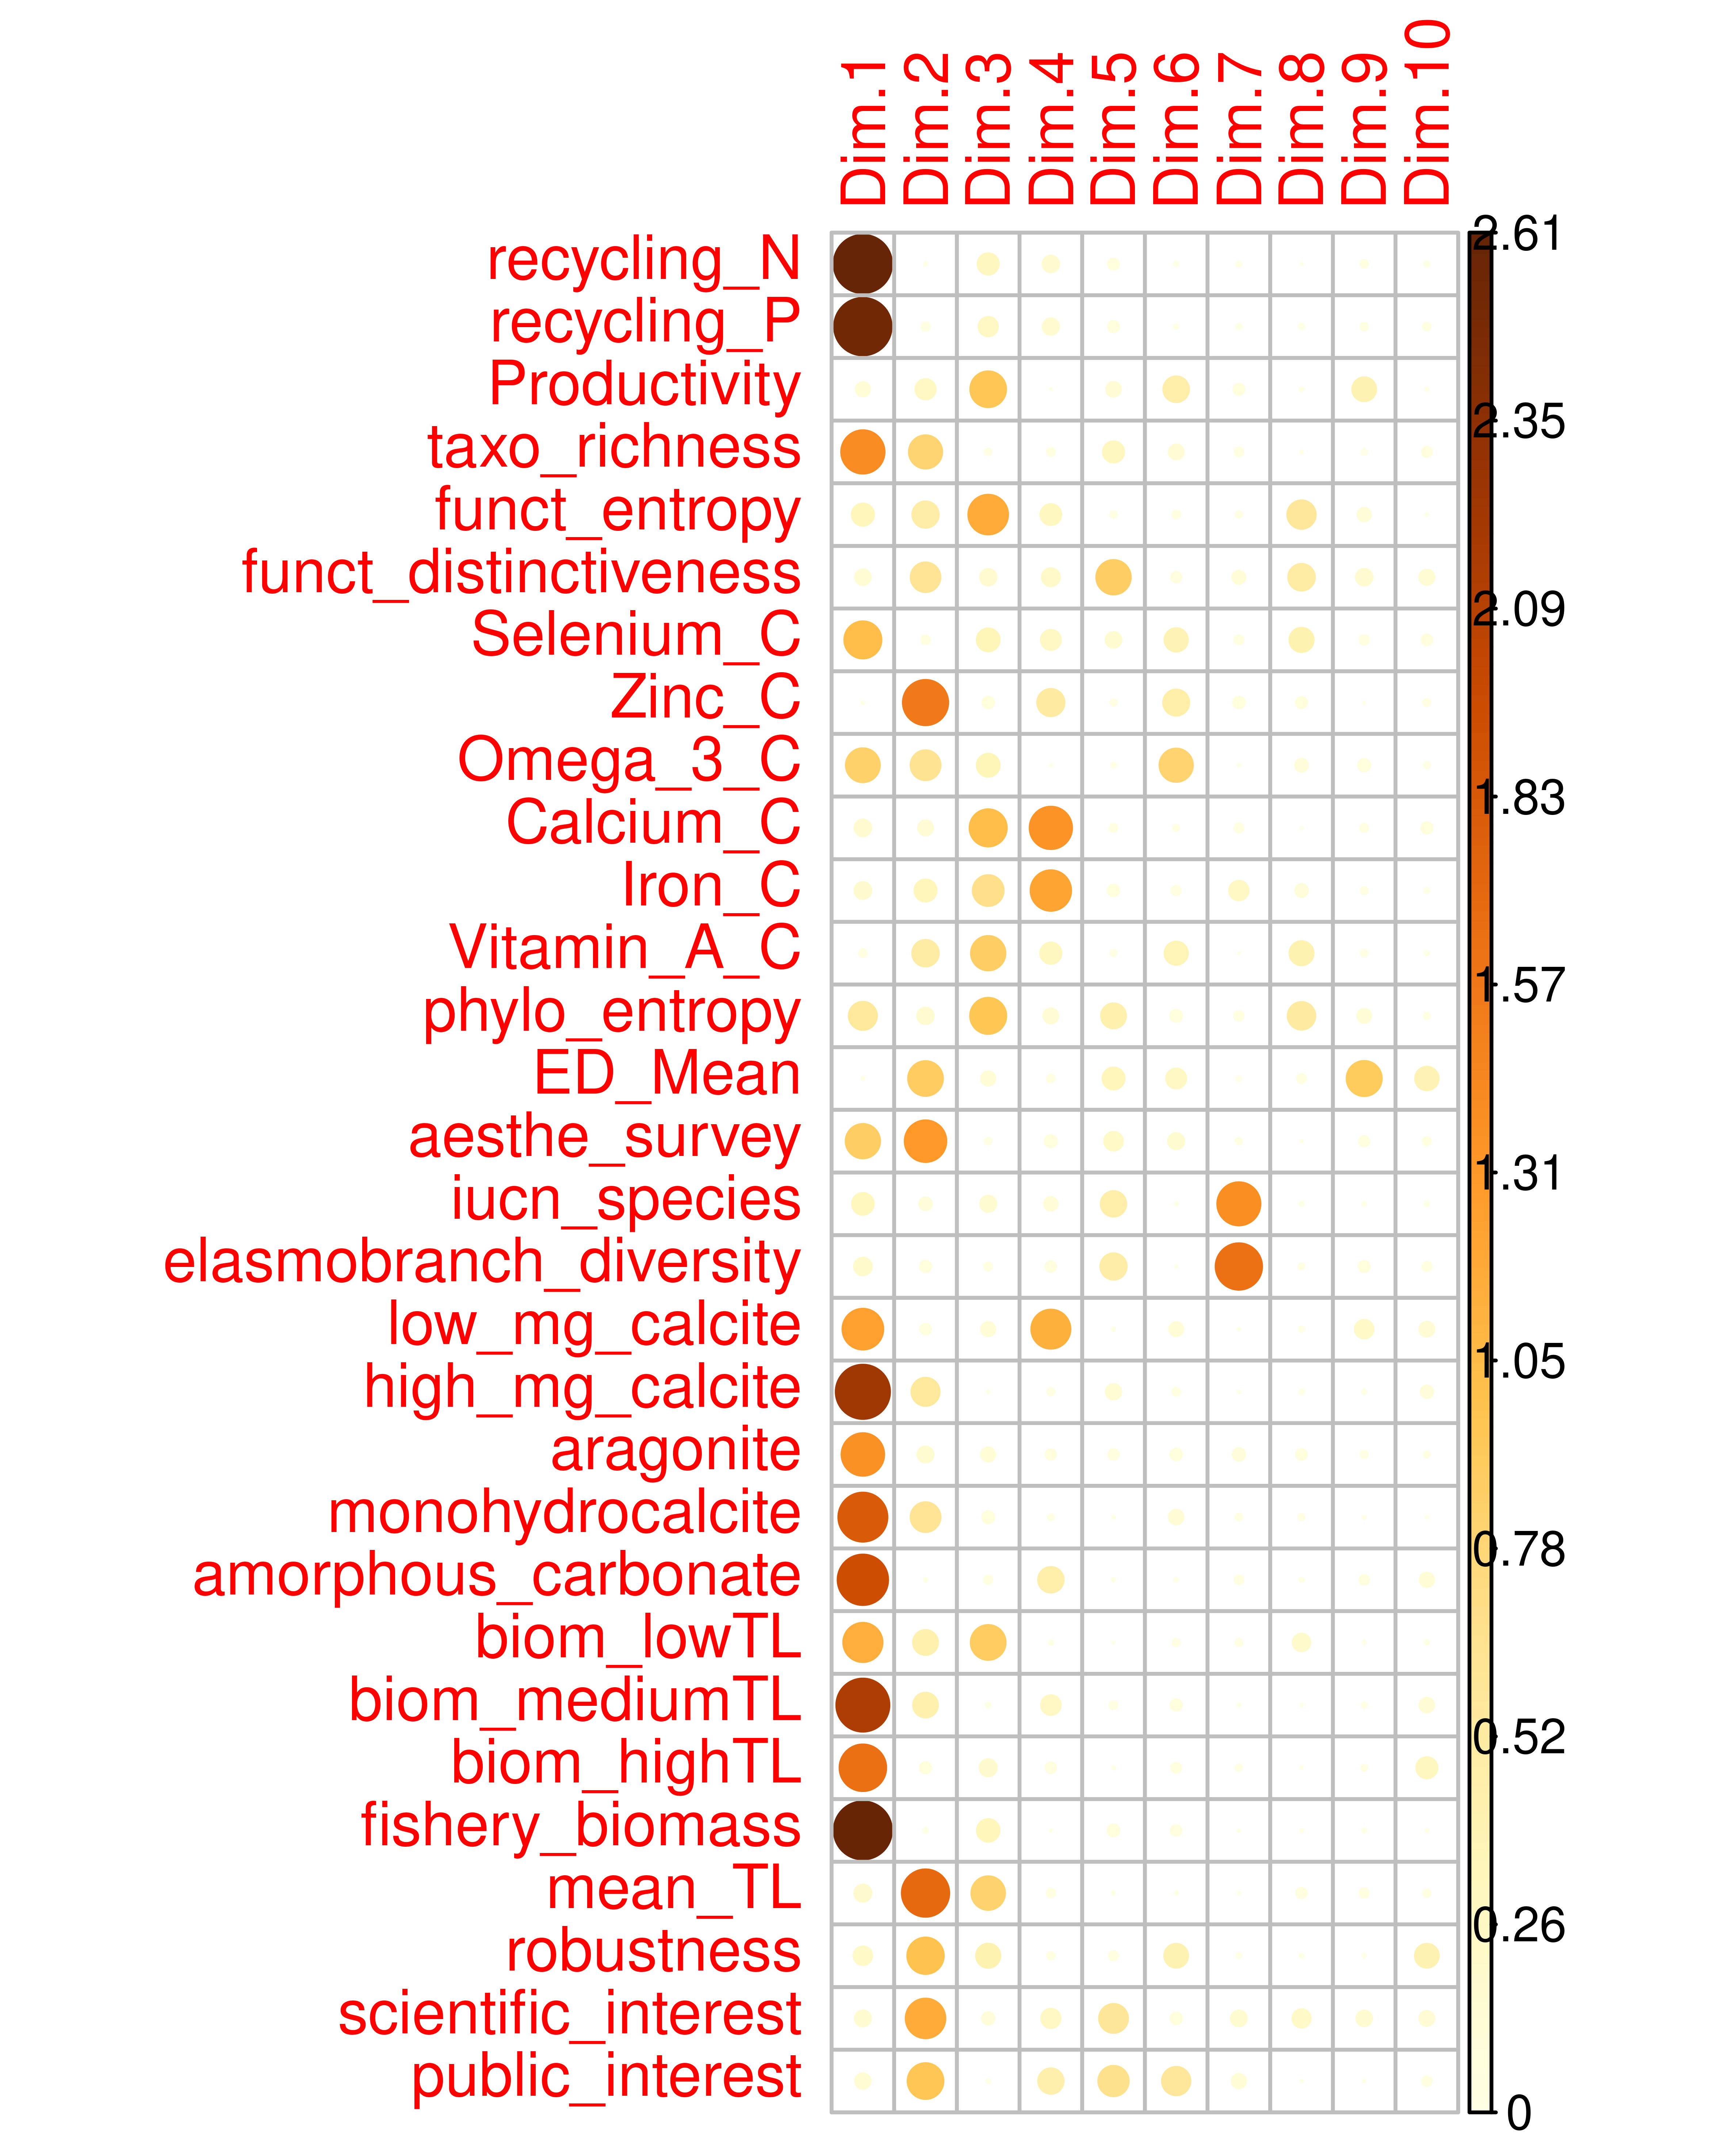 Dim.1
Dim.2
Dim.3
Dim.4
Dim.5
Dim.6
Dim.7
Dim.8
Dim.9
Dim.10
recycling_N
recycling_P
Productivity
taxo_richness
funct_entropy
funct_distinctiveness
Selenium_C
Zinc_C
Omega_3_C
Calcium_C
Iron_C
Vitamin_A_C
phylo_entropy
ED_Mean
aesthe_survey
iucn_species
elasmobranch_diversity
low_mg_calcite
high_mg_calcite
aragonite
monohydrocalcite
amorphous_carbonate
biom_lowTL
biom_mediumTL
biom_highTL
fishery_biomass
mean_TL
robustness
scientific_interest
public_interest
2.61
2.35
2.09
1.83
1.57
1.31
1.05
0.78
0.52
0.26
0